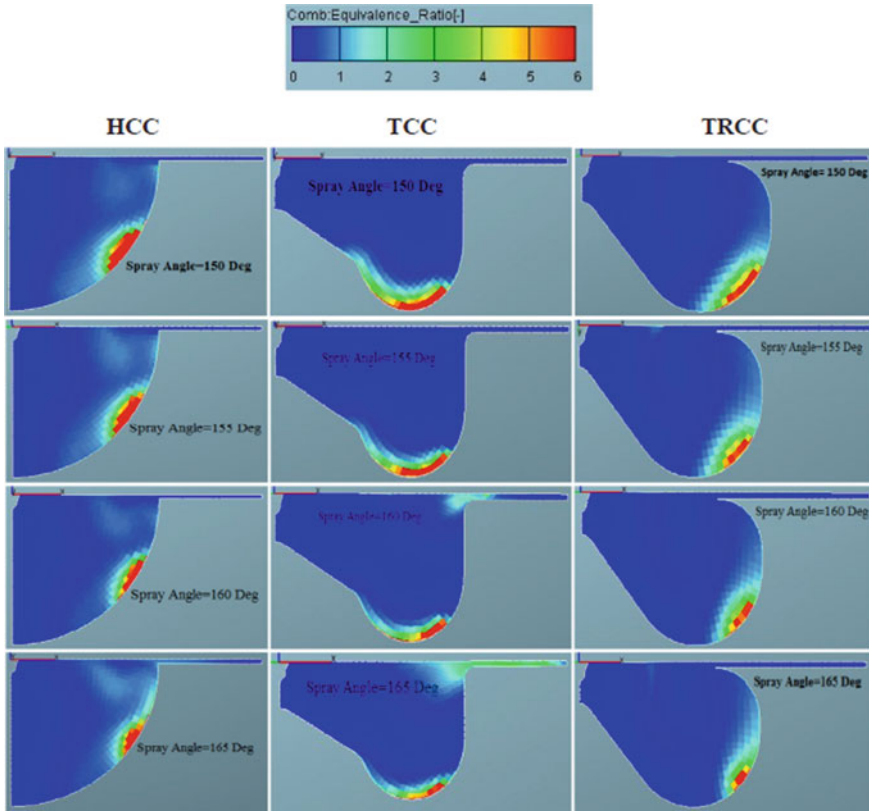 Comb:Equivalence_Ratio[-]
0 1 2 3 4 5 6
HCC TCC TRCC
Spray Angle=150 Deg
Spray Angle=150 Deg
Spray Angle= 150 Deg
Spray Angle=155 Deg
Spray Angle=155 Deg
Spray Angle=155 Deg
Spray Angle=160 Deg
Spray Angle=160 Deg
Spray Angle=160 Deg
Spray Angle=165 Deg
Spray Angle=165 Deg
Spray Angle=165 Deg